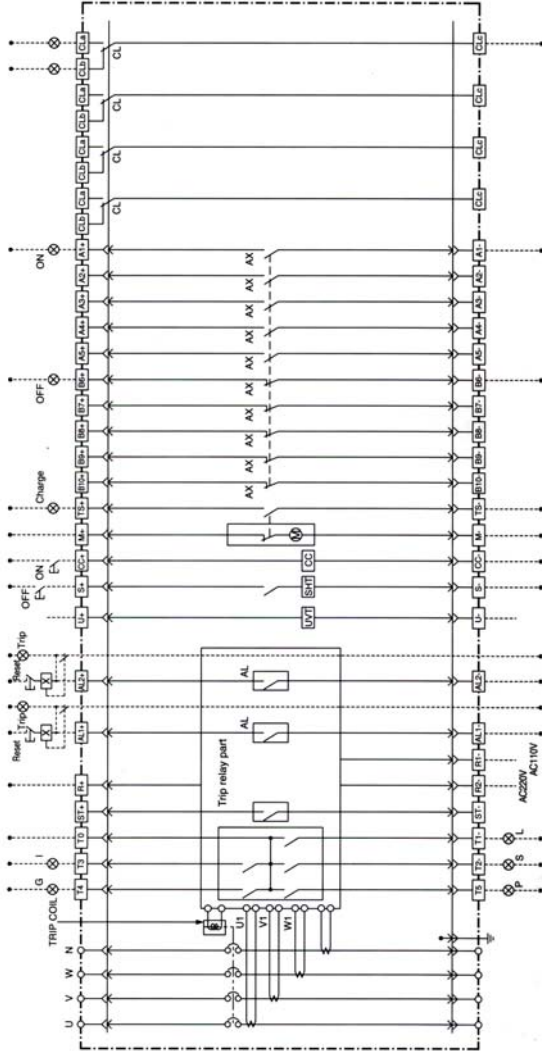 Reset Trip Reset Trip
OFF ON Charge OFF ON
U V W N TRIP COIL G I
T4 T3 T0 ST+ R+ AL1+ AL2+ U+ S+ CC+ M+ TS+ B10+ B9+ B8+ B7+ B6+ A5+ A4+ A3+ A2+ A1+ CLb CLa CLb CLa CLb CLa CLb CLa
CL CL CL CL
Trip relay part
U1 V1 W1
AL AL
AX AX AX AX AX AX AX AX AX AX
UVT SHT CC M
T5 T2- T1- ST- R2- R1- AL1- AL2- U- S- CC- M- TS- B10- B9- B8- B7- B6- A5- A4- A3- A2- A1- CLc CLc CLc CLc
P S L
AC220V
AC110V